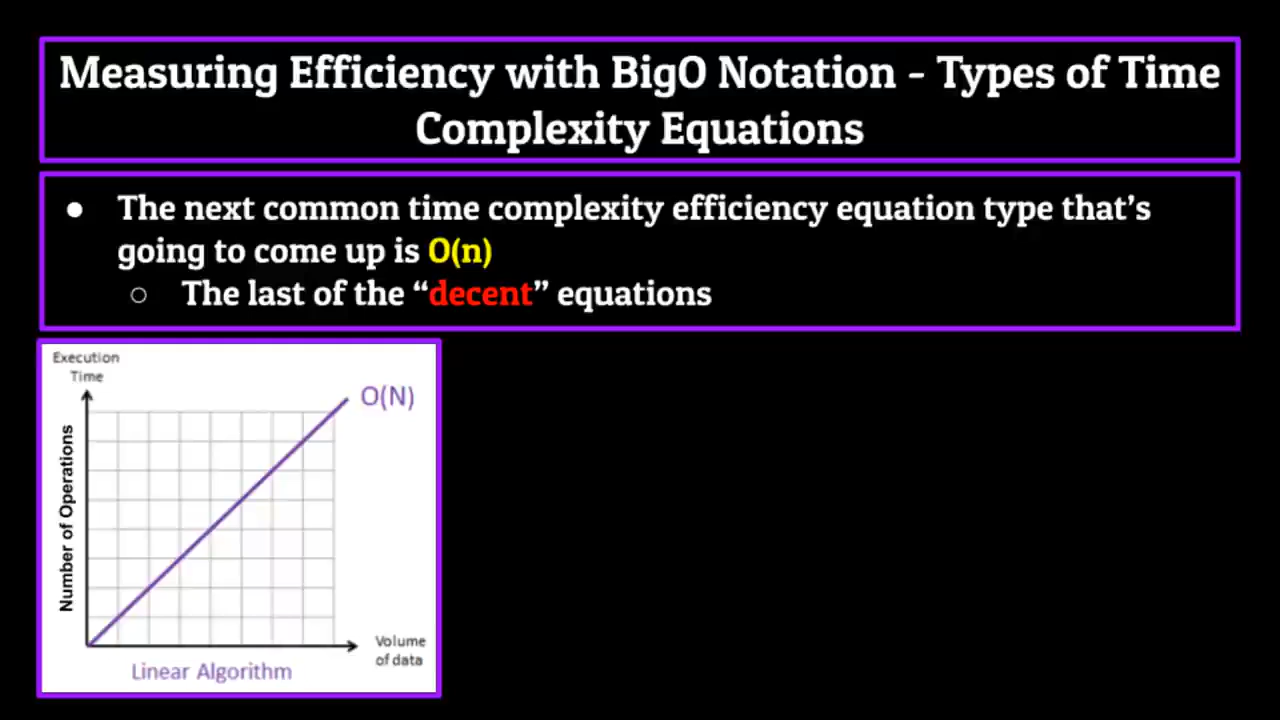 Measuring Efficiency with BigO Notation - Types of Time
Complexity Equations
● The next common time complexity efficiency equation type that’s
going to come up is O(n)
○ The last of the “decent” equations
Execution
Time
O(N)
Number of Operations
Volume
of data
Linear Algorithm